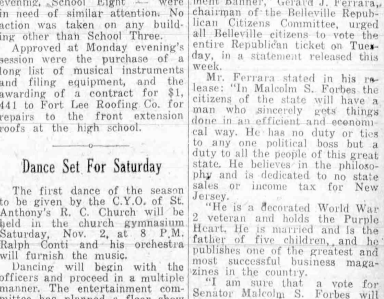 evening, School Eight — were
in need of similar attention. No
action was taken on any build-
ing other than School Three.
Approved at Monday evening's
session were the purchase of a
long list of musical instruments
and filing equipment, and the
awarding of a contract for $1,
441 to Fort Lee Roofing Co. for
repairs to the front extension
roofs at the high school.
Dance Set For Saturday
The first dance of the season
to be given by the C.Y.O. of St.
Anthony's R. C. Church will be
held in the church gymnasium
Saturday, Nov. 2, at 8 P.M.
Ralph Conti and his orchestra
will furnish the music.
Dancing will begin with the
officers and proceed in a multiple
manner. The entertainment com-
mittee has planned a floor show
ment Banner, Gerard J. Ferrara,
chairman of the Belleville Repub-
lican Citizens Committee, urged
all Belleville citizens to vote the
entire Republican ticket on Tues-
day, in a statement released this
week.
Mr. Ferrara stated in his re-
lease: "In Malcolm S. Forbes the
citizens of the state will have a
man who sincerely gets things
done in an efficient and economi-
cal way. He has no duty or ties
to any one political boss but a
duty to all the people of this great
state. He believes in the philoso-
phy and is dedicated to no state
sales or income tax for New
Jersey.
"He is a decorated World War
2 veteran and holds the Purple
Heart. He is married and is the
father of five children, and he
publishes one of the greatest and
most successful business maga-
zines in the country.
"I am sure that a vote for
Senator Malcolm S. Forbes will